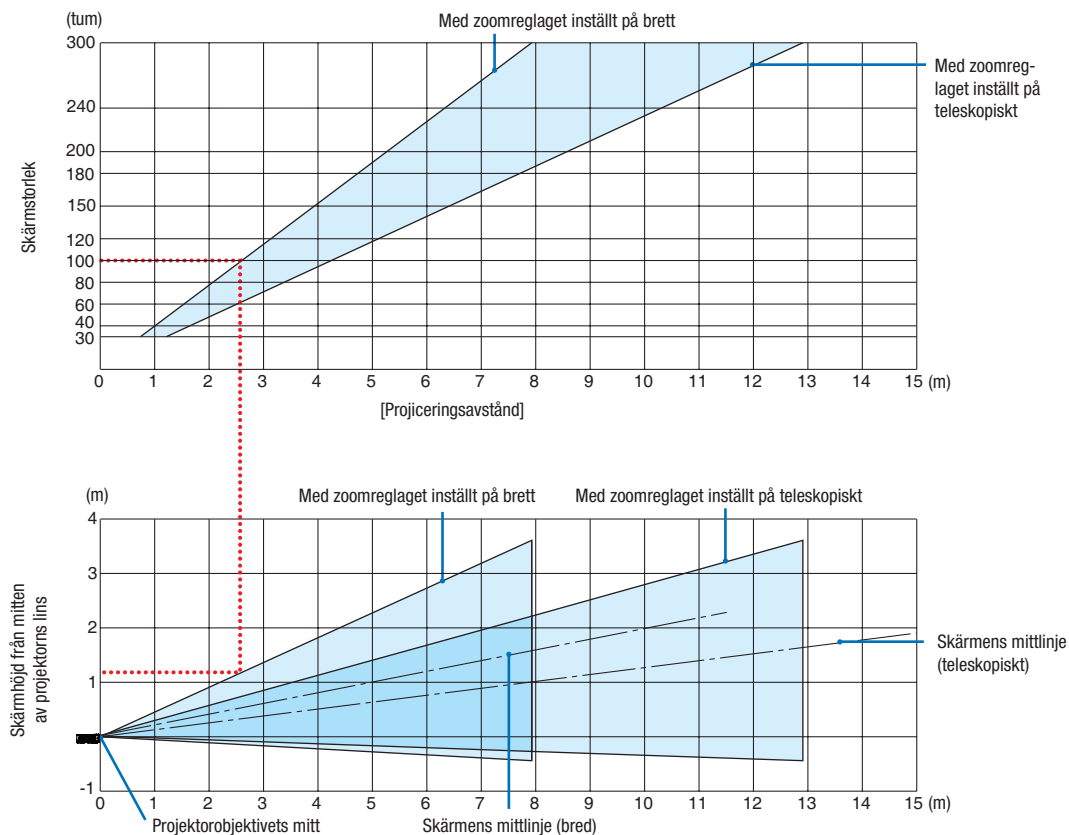 (tum)
Med zoomreglaget inställt på brett
300
240
200
180
150
120
100
80
60
40
30
Skärmstorlek
Med zoomreg-
laget inställt på
teleskopiskt
0 1 2 3 4 5 6 7 8 9 10 11 12 13 14 15 (m)
[Projiceringsavstånd]
(m)
Med zoomreglaget inställt på brett
Med zoomreglaget inställt på teleskopiskt
4
3
2
1
-1
Skärmhöjd från mitten
av projektorns lins
Skärmens mittlinje
(teleskopiskt)
0 1 2 3 4 5 6 7 8 9 10 11 12 13 14 15 (m)
Projektorobjektivets mitt
Skärmens mittlinje (bred)